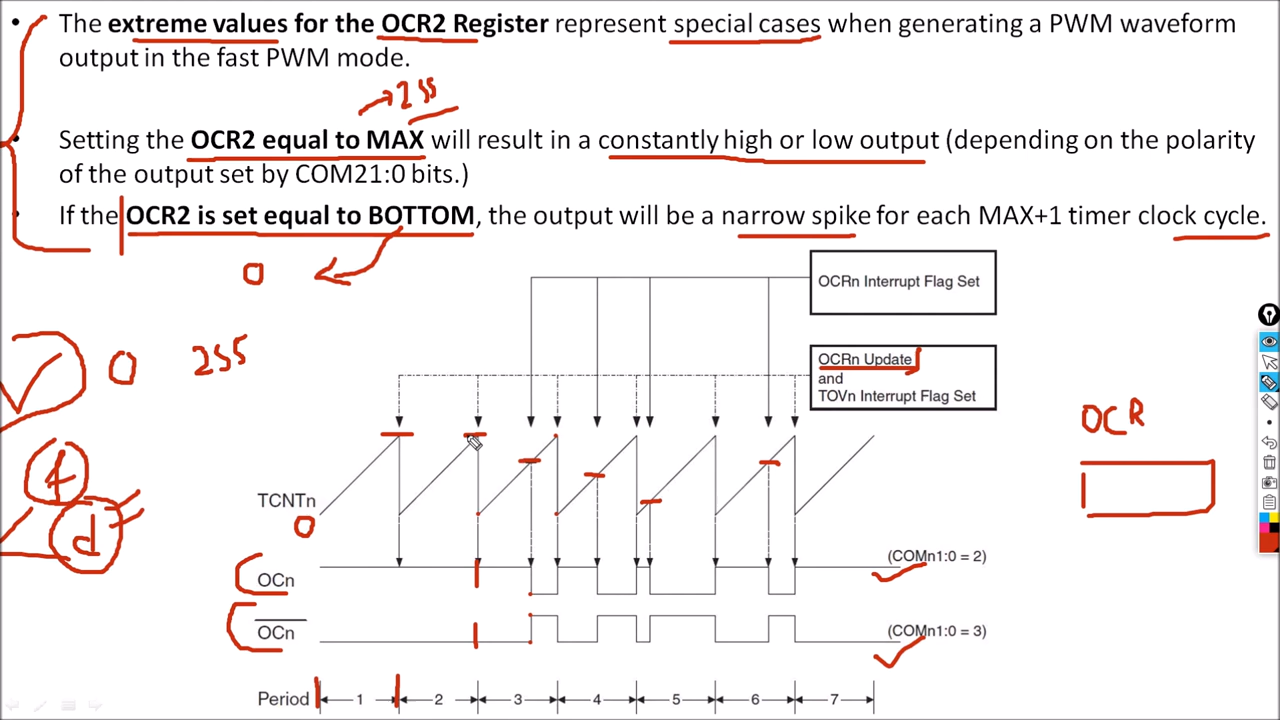 • The extreme values for the OCR2 Register represent special cases when generating a PWM waveform
output in the fast PWM mode.
255
• Setting the OCR2 equal to MAX will result in a constantly high or low output (depending on the polarity
of the output set by COM21:0 bits.)
• If the OCR2 is set equal to BOTTOM, the output will be a narrow spike for each MAX+1 timer clock cycle.
0
OCRn Interrupt Flag Set
0 255
OCRn Update
and
TOVn Interrupt Flag Set
OCR
f
d
TCNTn
0
OCn
(COMn1:0 = 2)
OCn
(COMn1:0 = 3)
Period 1 2 3 4 5 6 7